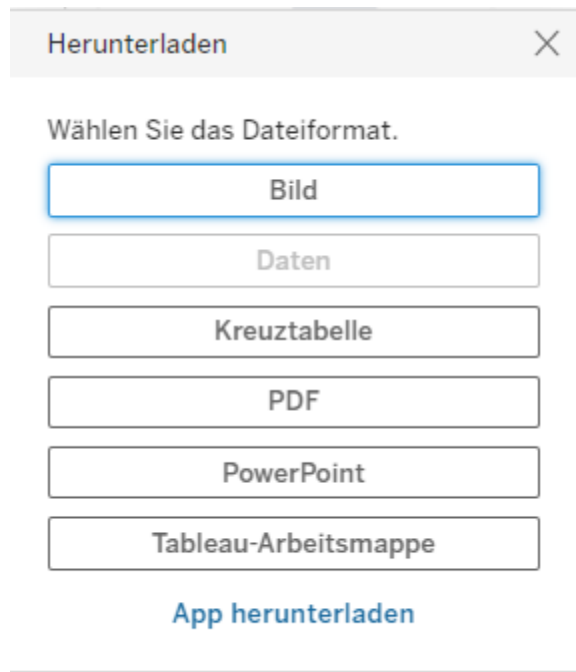 Herunterladen
Wählen Sie das Dateiformat.
Bild
Daten
Kreuztabelle
PDF
PowerPoint
Tableau-Arbeitsmappe
App herunterladen